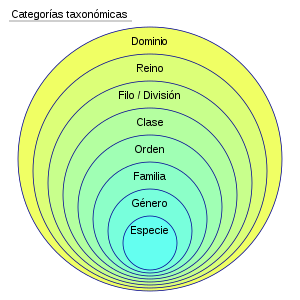 Categorías taxonómicas
Dominio
Reino
Filo / División
Clase
Orden
Familia
Género
Especie